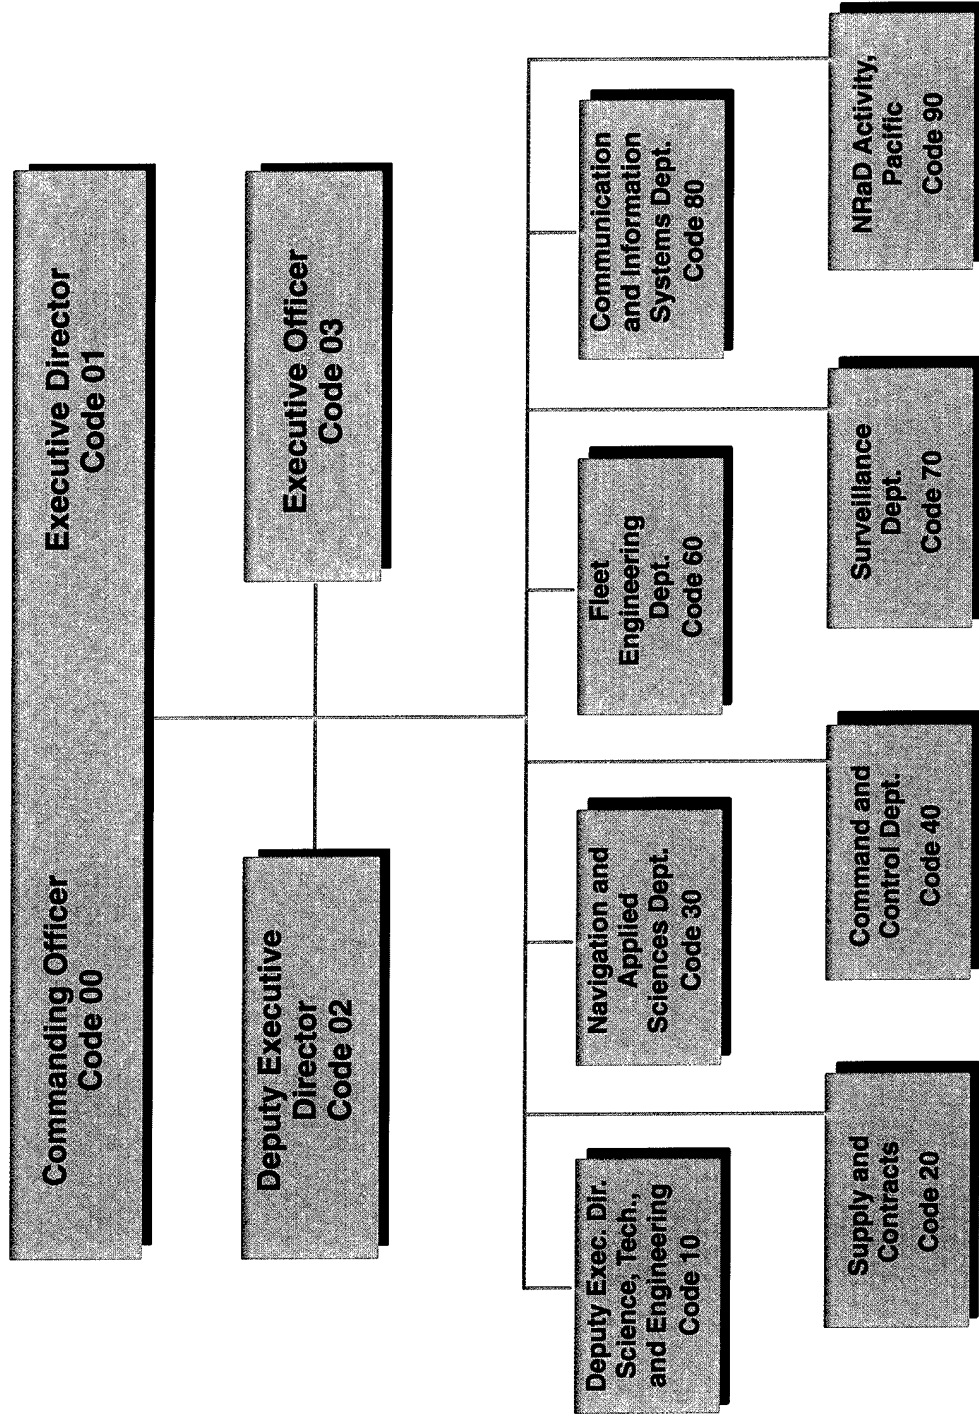 Commanding Officer
Code 00
Executive Director
Code 01
Deputy Executive
Director
Code 02
Executive Officer
Code 03
Deputy Exec. Dir.
Science, Tech.,
and Engineering
Code 10
Navigation and
Applied
Sciences Dept.
Code 30
Fleet
Engineering
Dept.
Code 60
Communication
and Information
Systems Dept.
Code 80
Supply and
Contracts
Code 20
Command and
Control Dept.
Code 40
Surveillance
Dept.
Code 70
NRaD Activity,
Pacific
Code 90